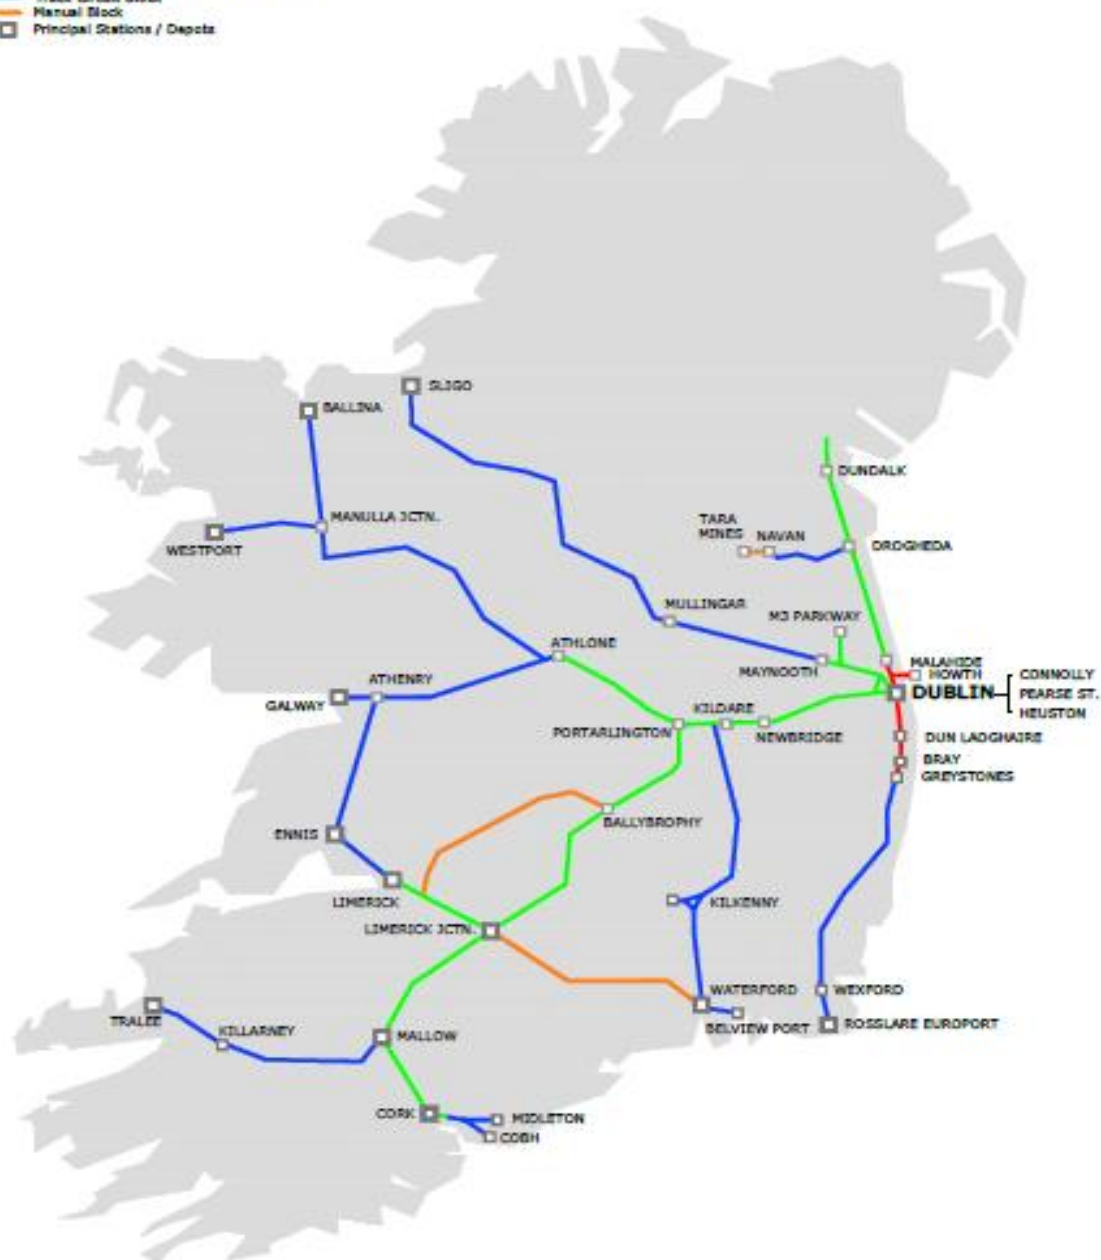 Manual Block
Principal Stations / Depots
SLIGO
BALLINA
DUNDALK
MANULLA JCTN.
WESTPORT
TARA
MINES
NAVAN
DROGHEDA
MULLINGAR
M3 PARKWAY
ATHLONE
MAYNOOTH
MALAHIDE
HOWTH
CONNOLLY
DUBLIN
PEARSE ST.
HEUSTON
ATHENRY
GALWAY
KILDARE
PORTARLINGTON
NEWBRIDGE
DUN LAOGHAIRE
BRAY
GREYSTONES
BALLYBROPHY
ENNIS
LIMERICK
KILKENNY
LIMERICK JCTN.
WATERFORD
WEXFORD
BELVIEW PORT
ROSSLARE EUROPORT
TRALEE
KILLARNEY
MALLOW
CORK
MIDLETON
COBH